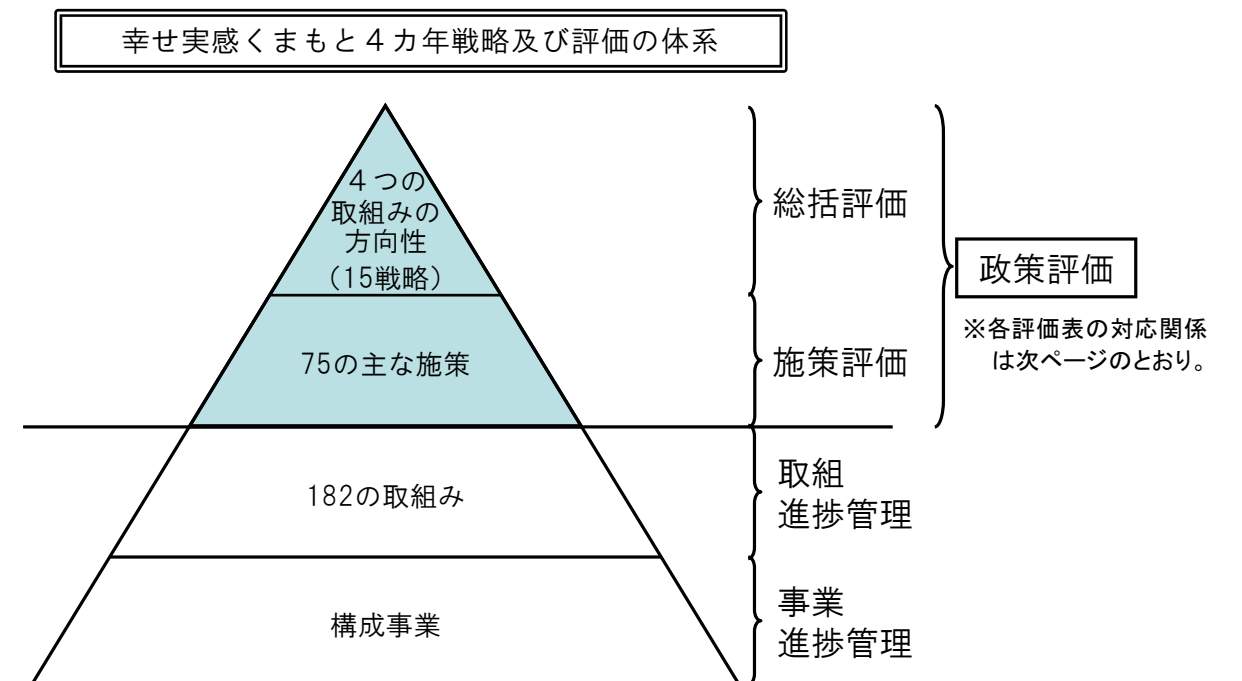 幸せ実感くまもと４カ年戦略及び評価の体系
４つの
取組みの
方向性
（15戦略）
総括評価
政策評価
※各評価表の対応関係
は次ページのとおり。
75の主な施策
施策評価
182の取組み
取組
進捗管理
構成事業
事業
進捗管理